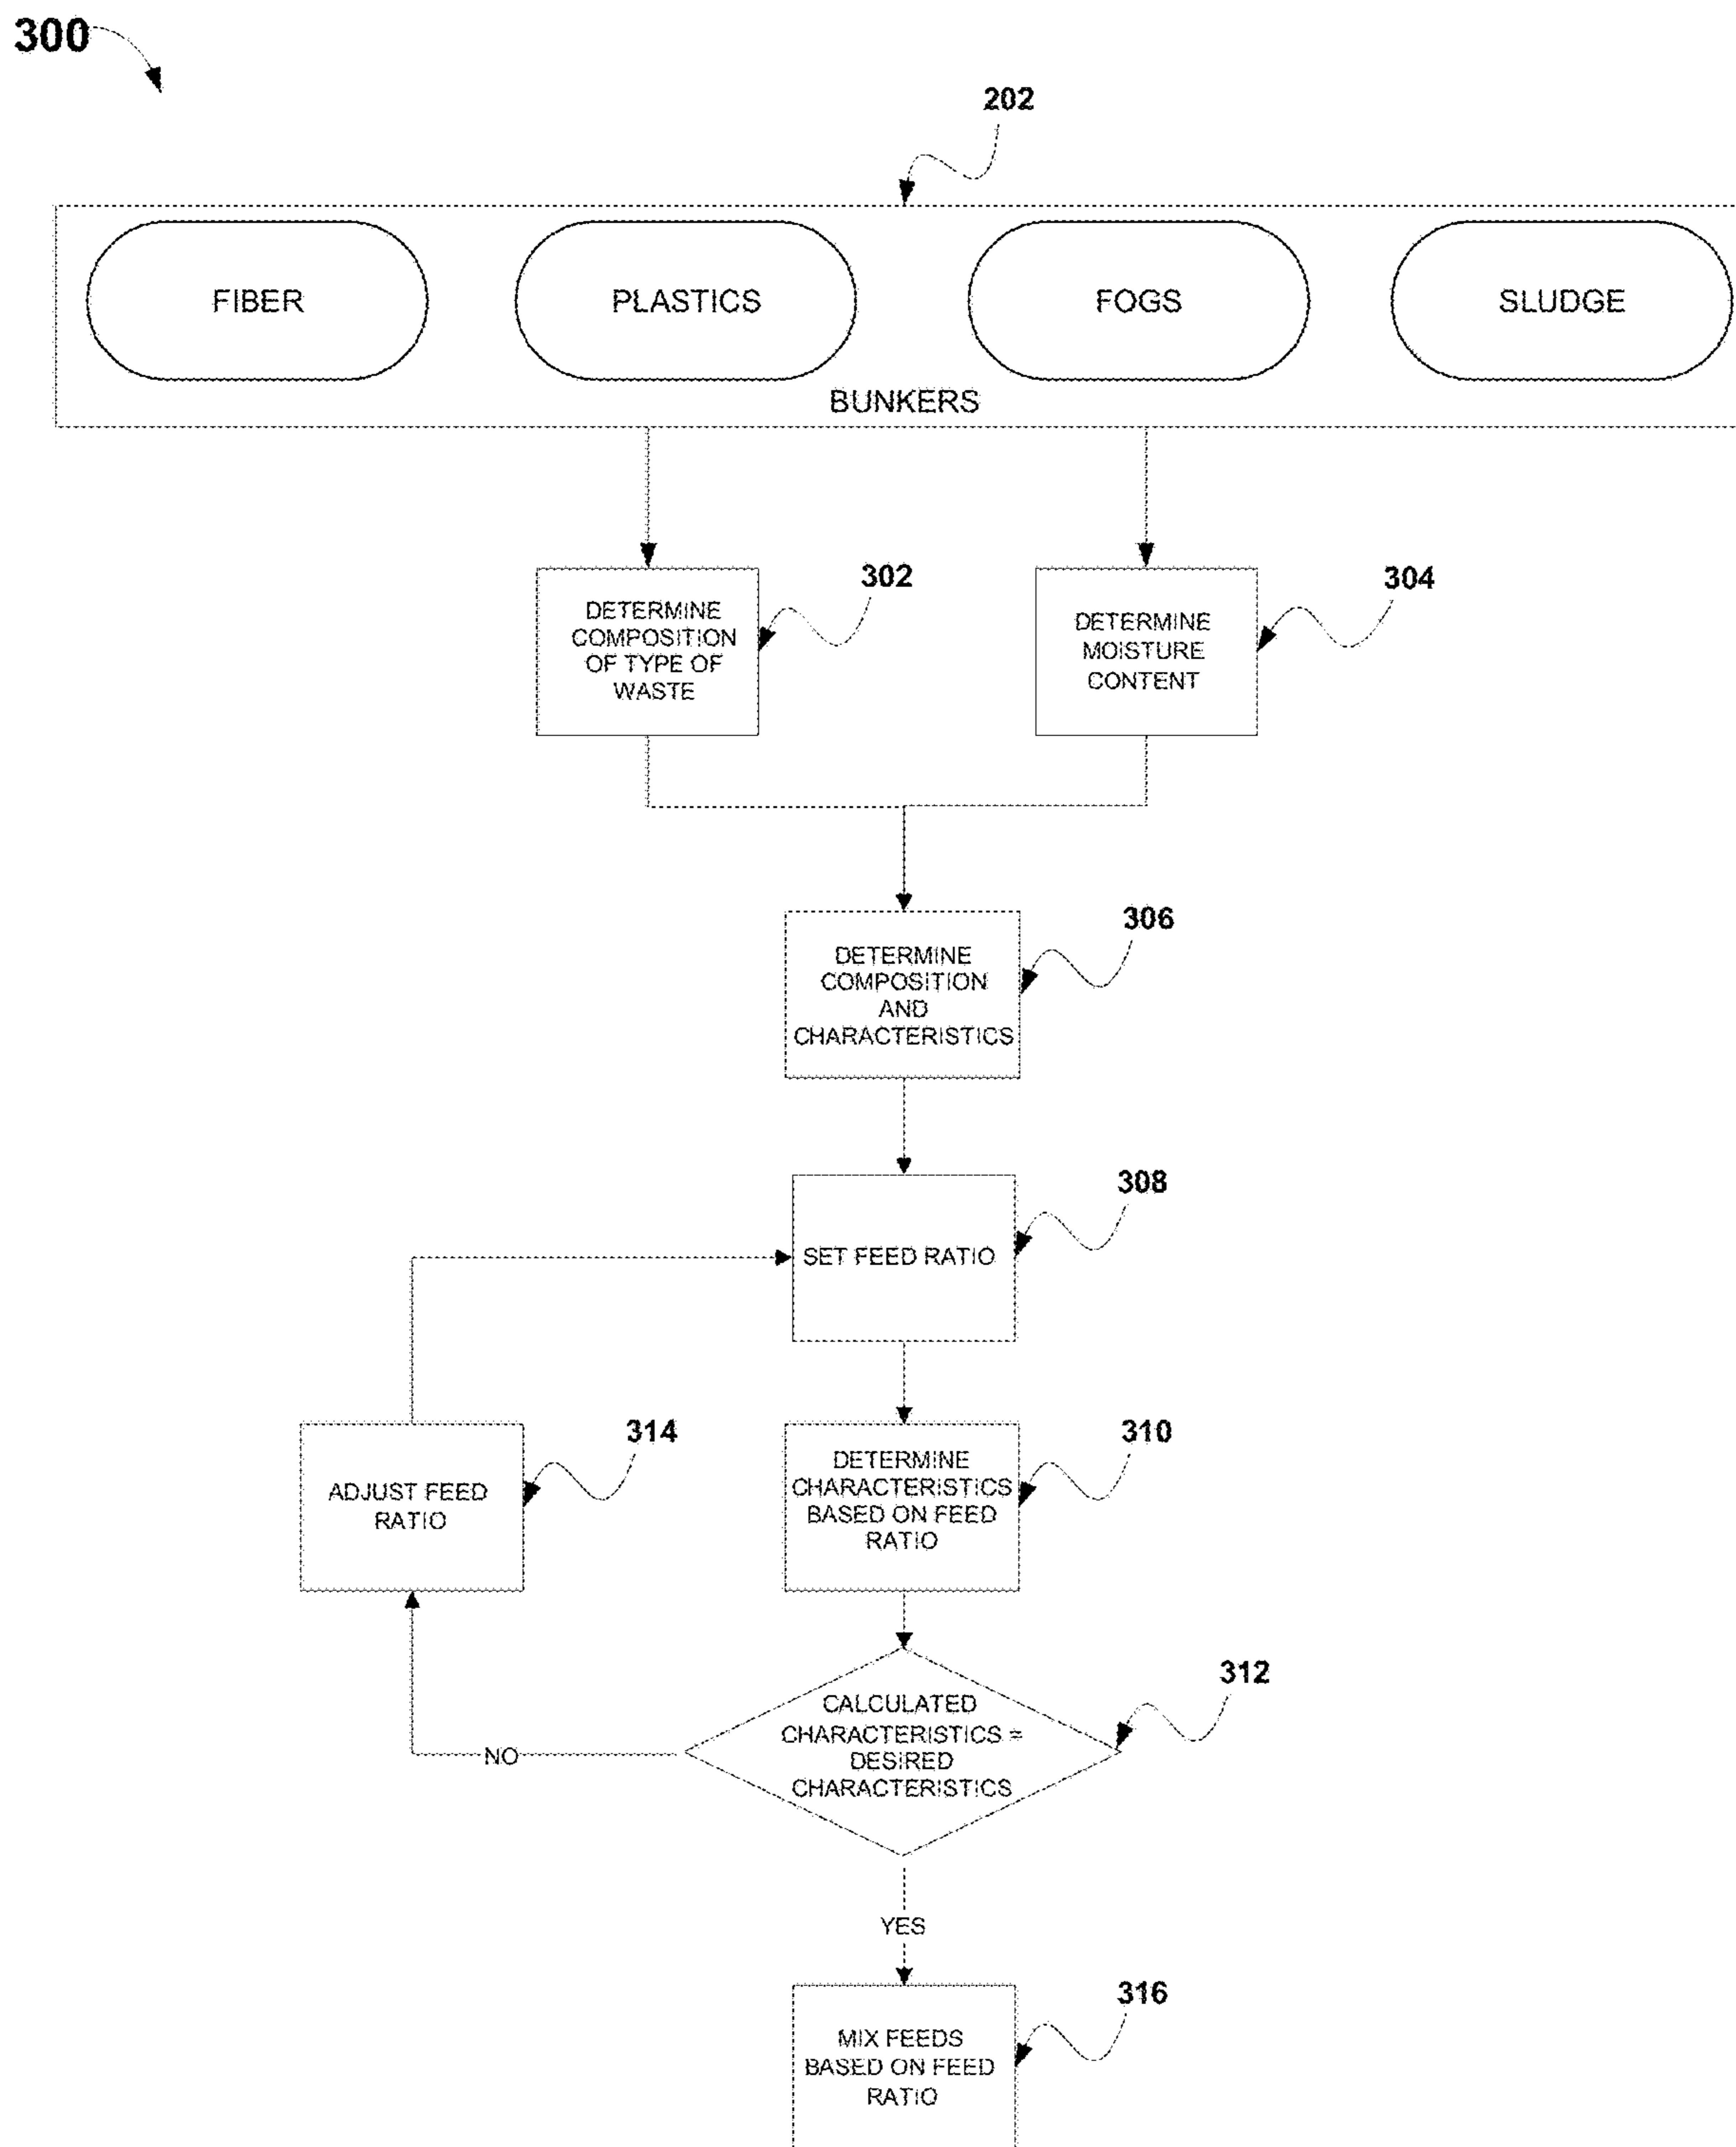 300
202
FIBER
PLASTICS
FOGS
SLUDGE
BUNKERS
302
304
DETERMINE
COMPOSITION
OF TYPE OF
WASTE
DETERMINE
MOISTURE
CONTENT
306
DETERMINE
COMPOSITION
AND
CHARACTERISTICS
308
SET FEED RATIO
314
310
ADJUST FEED
RATIO
DETERMINE
CHARACTERISTICS
BASED ON FEED
RATIO
312
CALCULATED
CHARACTERISTICS =
DESIRED
CHARACTERISTICS
NO
YES
316
MIX FEEDS
BASED ON FEED
RATIO